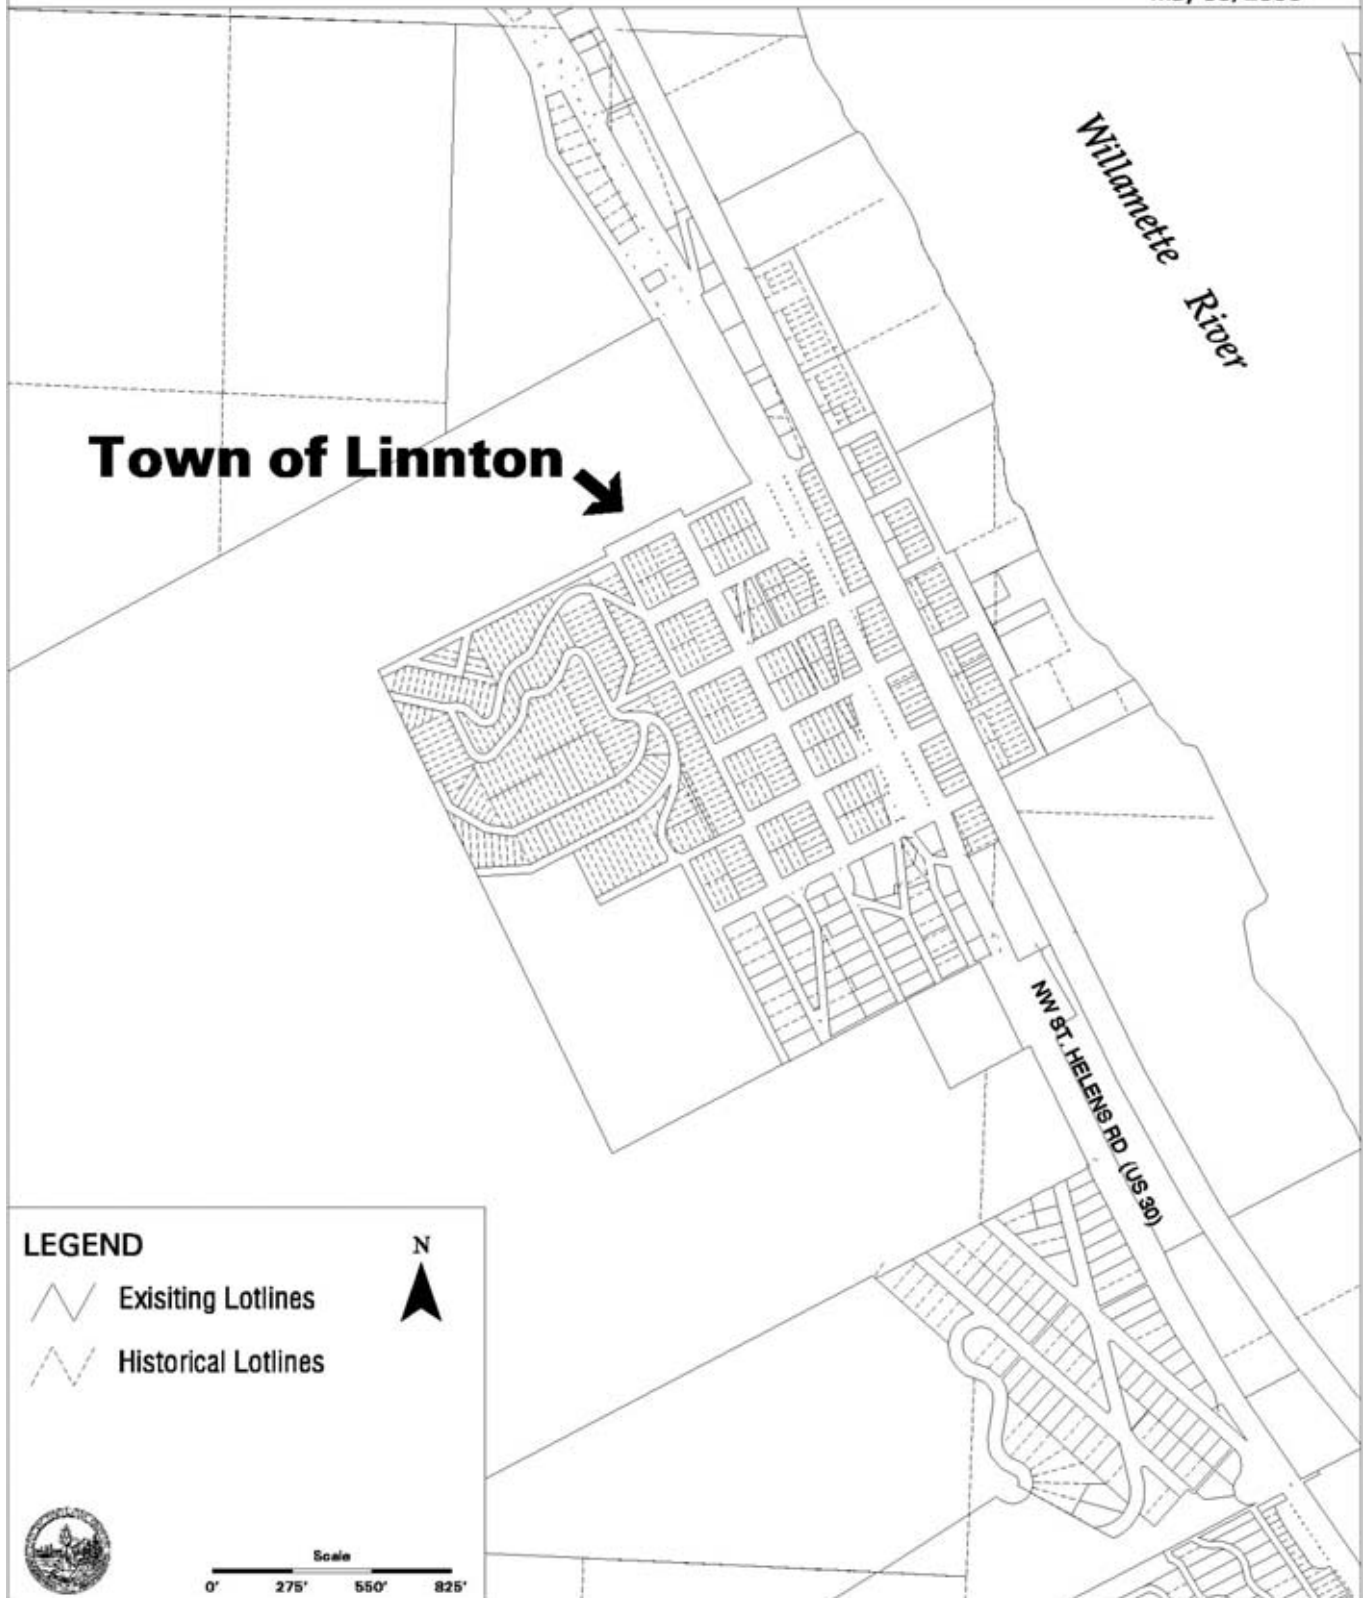 Willamette
River
Town of Linnton
NW ST. HELENS RD (US 30)
LEGEND
N
Exisiting Lotlines
Historical Lotlines
Scale
0' 275' 550' 825'